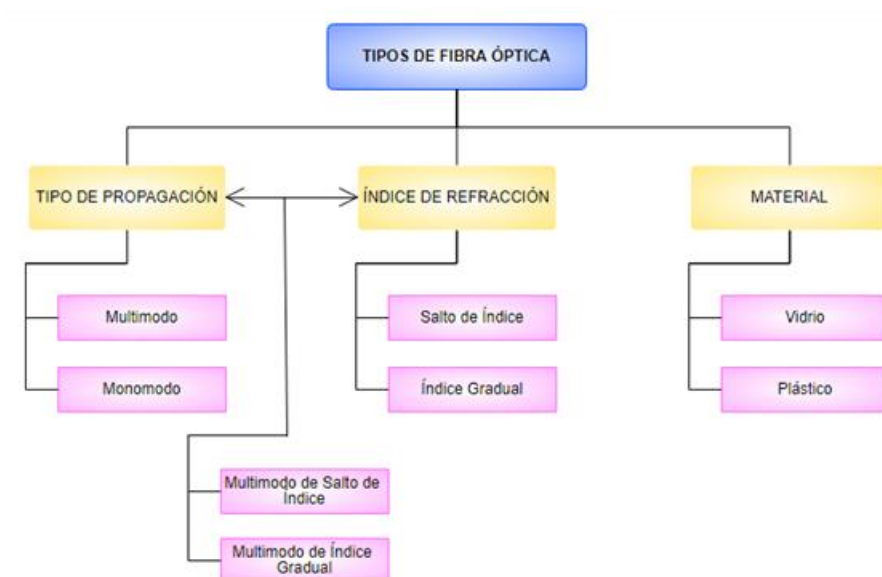 TIPOS DE FIBRA ÓPTICA
TIPO DE PROPAGACIÓN
ÍNDICE DE REFRACCIÓN
MATERIAL
Multimodo
Salto de Índice
Vidrio
Monomodo
Índice Gradual
Plástico
Multimodo de Salto de
Índice
Multimodo de Índice
Gradual